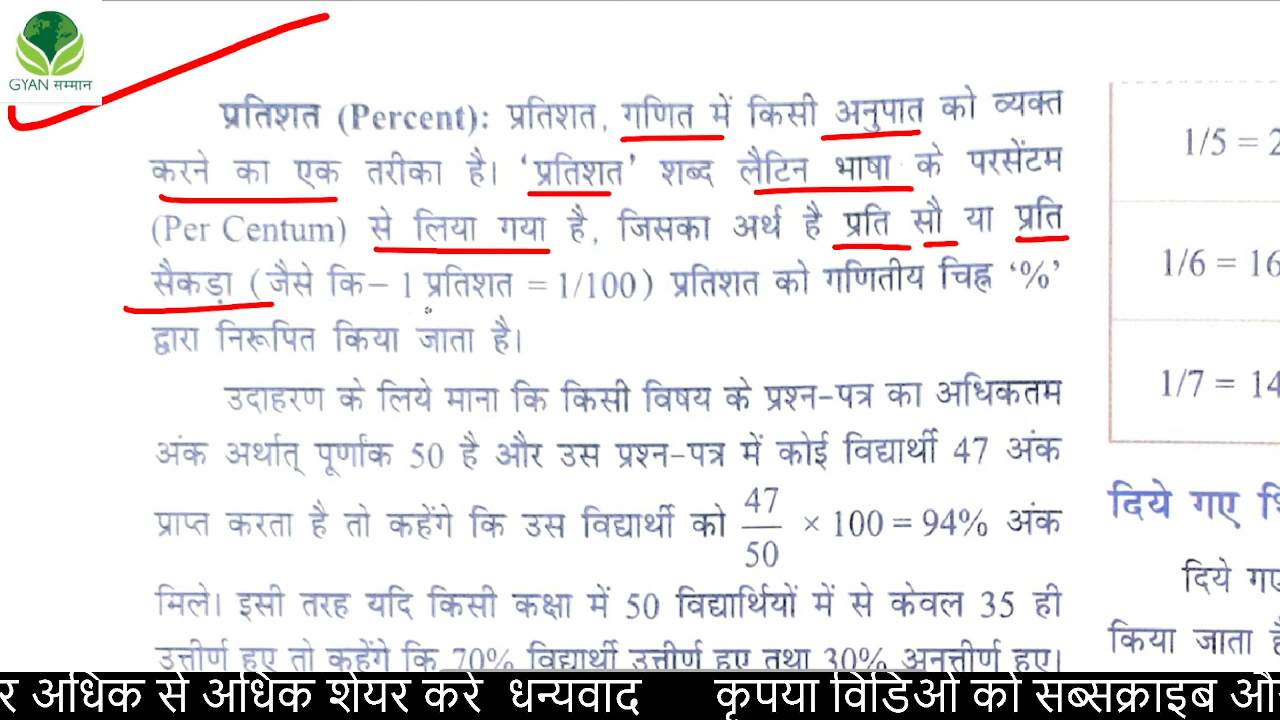 GYAN सम्मान
प्रतिशत (Percent): प्रतिशत, गणित में किसी अनुपात को व्यक्त
करने का एक तरीका है। ‘प्रतिशत’ शब्द लैटिन भाषा के परसेंटम
(Per Centum) से लिया गया है, जिसका अर्थ है प्रति सौ या प्रति
सैकड़ा (जैसे कि– 1 प्रतिशत = 1/100) प्रतिशत को गणितीय चिह्न ‘%’
द्वारा निरूपित किया जाता है।
उदाहरण के लिये माना कि किसी विषय के प्रश्न-पत्र का अधिकतम
अंक अर्थात् पूर्णांक 50 है और उस प्रश्न-पत्र में कोई विद्यार्थी 47 अंक
प्राप्त करता है तो कहेंगे कि उस विद्यार्थी को 47/50 × 100 = 94% अंक
मिले। इसी तरह यदि किसी कक्षा में 50 विद्यार्थियों में से केवल 35 ही
उत्तीर्ण हुए तो कहेंगे कि 70% विद्यार्थी उत्तीर्ण हुए तथा 30% अनुत्तीर्ण हुए।
1/5 = 2
1/6 = 16
1/7 = 14
दिये गए
दिये गए
किया जाता है
र अधिक से अधिक शेयर करें धन्यवाद कृपया विडिओ को सब्सक्राइब औ